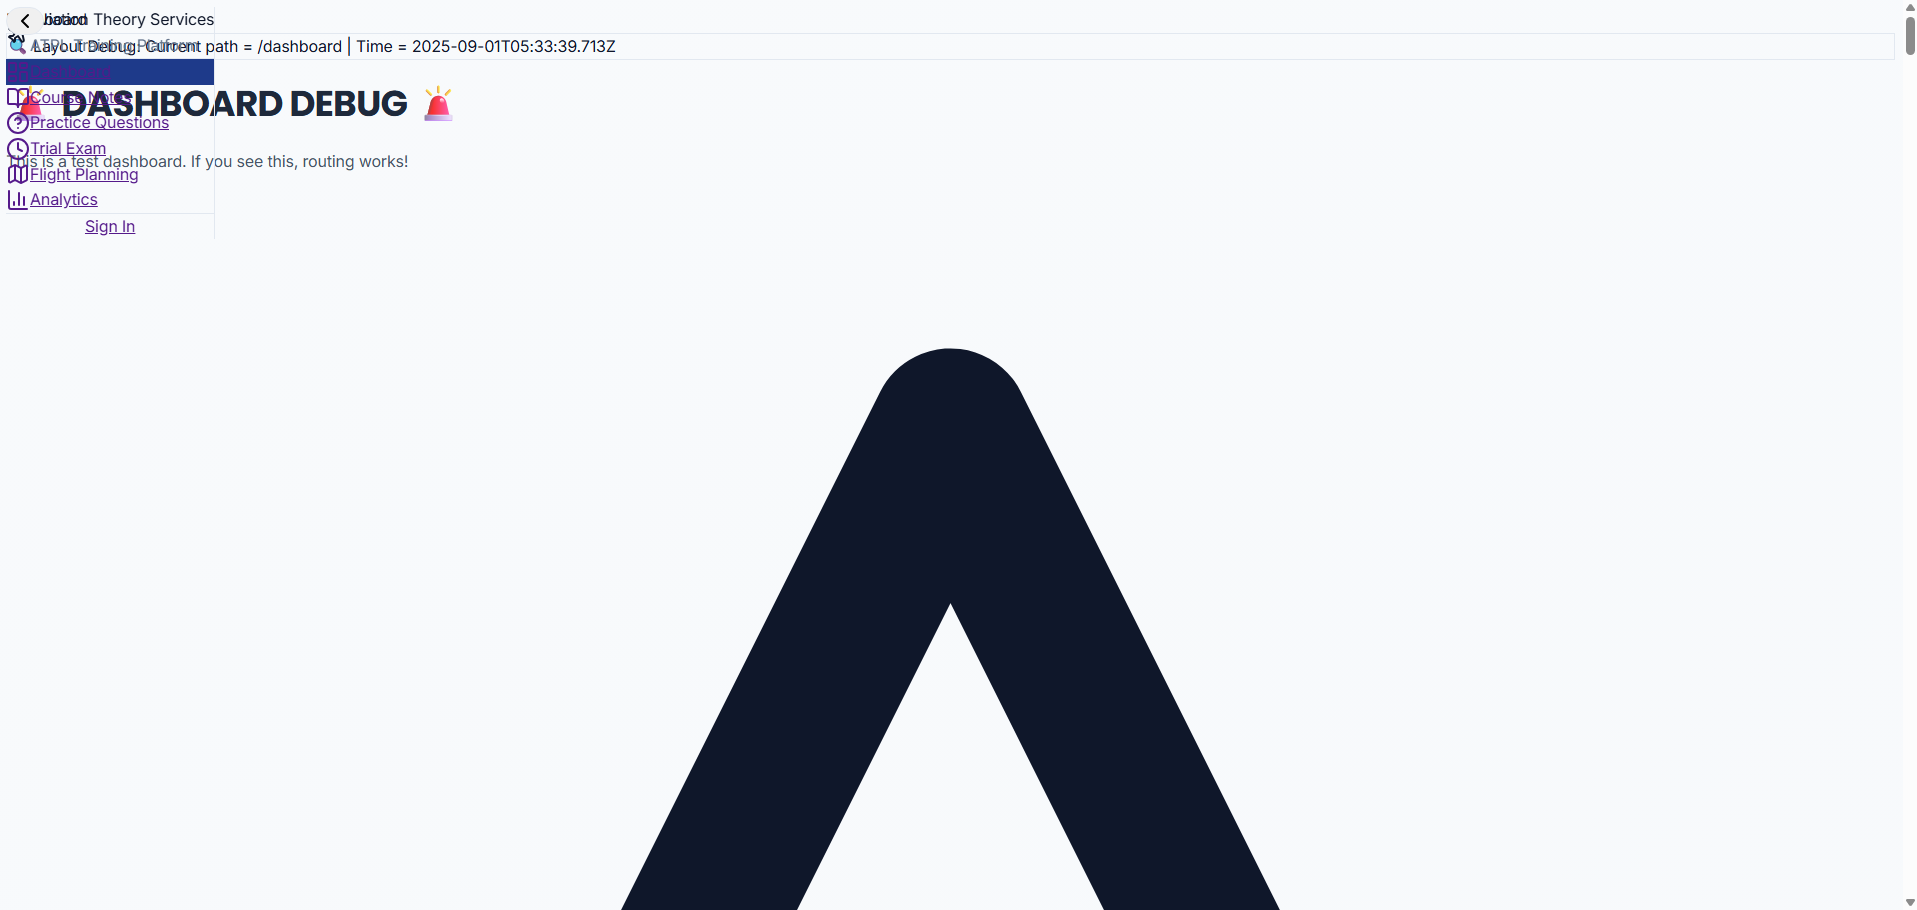 Theory Services
🔍 Layout Debug: Current path = /dashboard | Time = 2025-09-01T05:33:39.713Z
ATPL Training Platform
Dashboard
🚨 DASHBOARD DEBUG 🚨
Course Notes
Practice Questions
Trial Exam
This is a test dashboard. If you see this, routing works!
Flight Planning
Analytics
Sign In